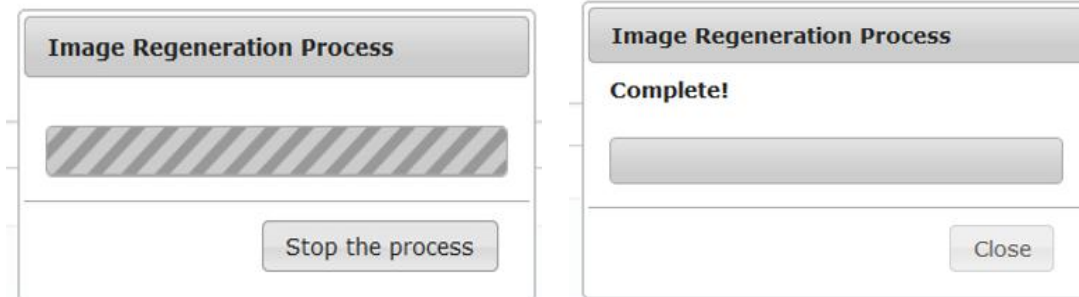 Image Regeneration Process
Stop the process
Image Regeneration Process
Complete!
Close